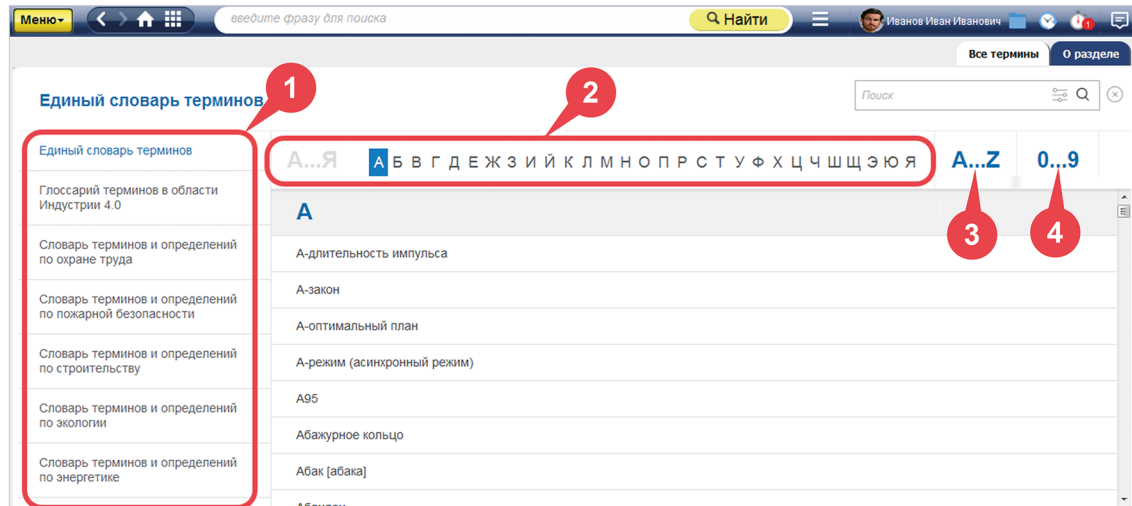 Меню
введите фразу для поиска
Найти
Иванов Иван Иванович
1
Все термины
О разделе
1
2
Единый словарь терминов
Поиск
Единый словарь терминов
А...Я
А Б В Г Д Е Ж З И Й К Л М Н О П Р С Т У Ф Х Ц Ч Ш Щ Э Ю Я
A...Z
0...9
Глоссарий терминов в области
Индустрии 4.0
Словарь терминов и определений
по охране труда
Словарь терминов и определений
по пожарной безопасности
Словарь терминов и определений
по строительству
Словарь терминов и определений
по экологии
Словарь терминов и определений
по энергетике
3
4
А
А-длительность импульса
А-закон
А-оптимальный план
А-режим (асинхронный режим)
А95
Абажурное кольцо
Абак [абака]